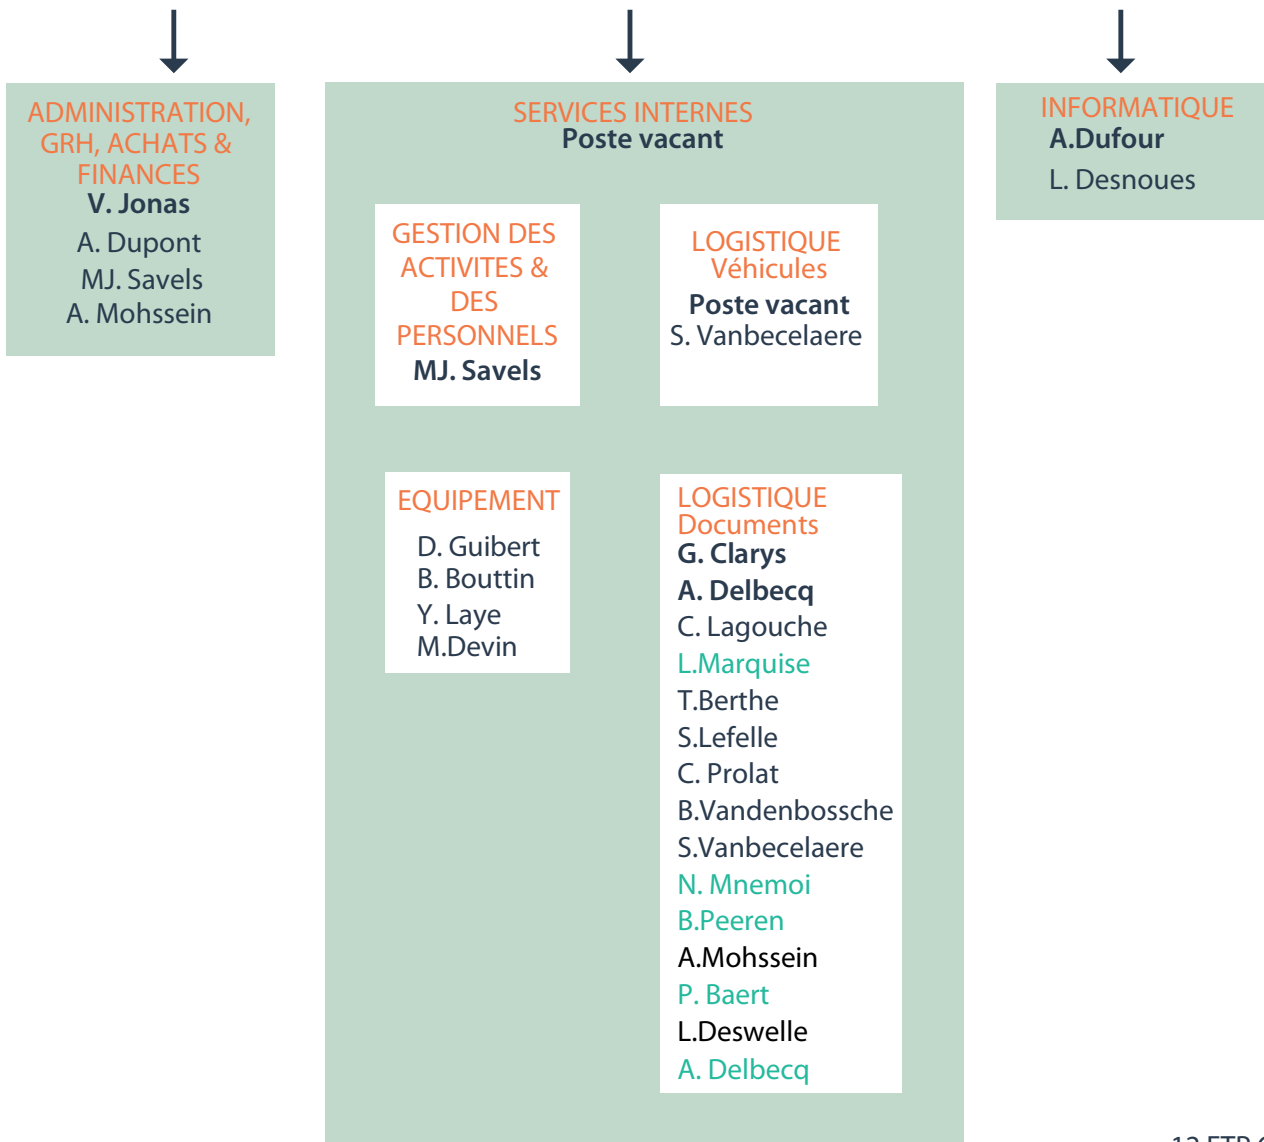 ADMINISTRATION,
GRH, ACHATS &
FINANCES
V. Jonas
A. Dupont
MJ. Savels
A. Mohssein
SERVICES INTERNES
Poste vacant
GESTION DES
ACTIVITES &
DES
PERSONNELS
MJ. Savels
LOGISTIQUE
Véhicules
Poste vacant
S. Vanbecelaere
EQUIPEMENT
D. Guibert
B. Bouttin
Y. Laye
M.Devin
LOGISTIQUE
Documents
G. Clarys
A. Delbecq
C. Lagouche
L.Marquise
T.Berthe
S.Lefelle
C. Prolat
B.Vandenbossche
S.Vanbecelaere
N. Mnemoi
B.Peeren
A.Mohssein
P. Baert
L.Deswelle
A. Delbecq
INFORMATIQUE
A.Dufour
L. Desnoues